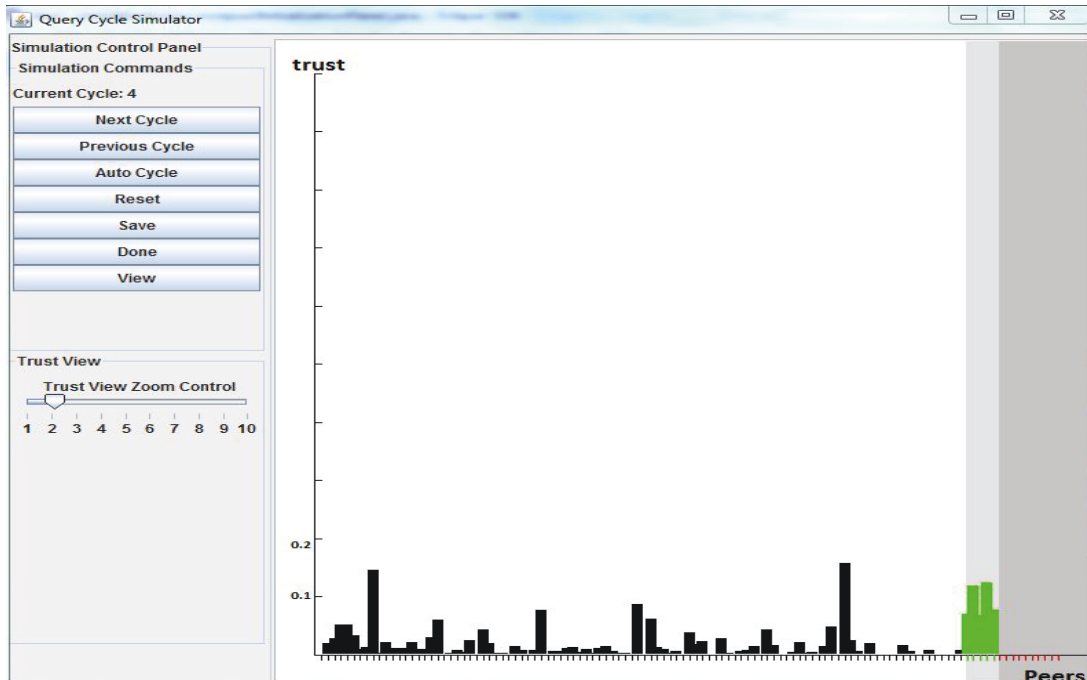 Query Cycle Simulator
Simulation Control Panel
Simulation Commands
Current Cycle: 4
Next Cycle
Previous Cycle
Auto Cycle
Reset
Save
Done
View
Trust View
Trust View Zoom Control
1 2 3 4 5 6 7 8 9 10
trust
0.2
0.1
Peers